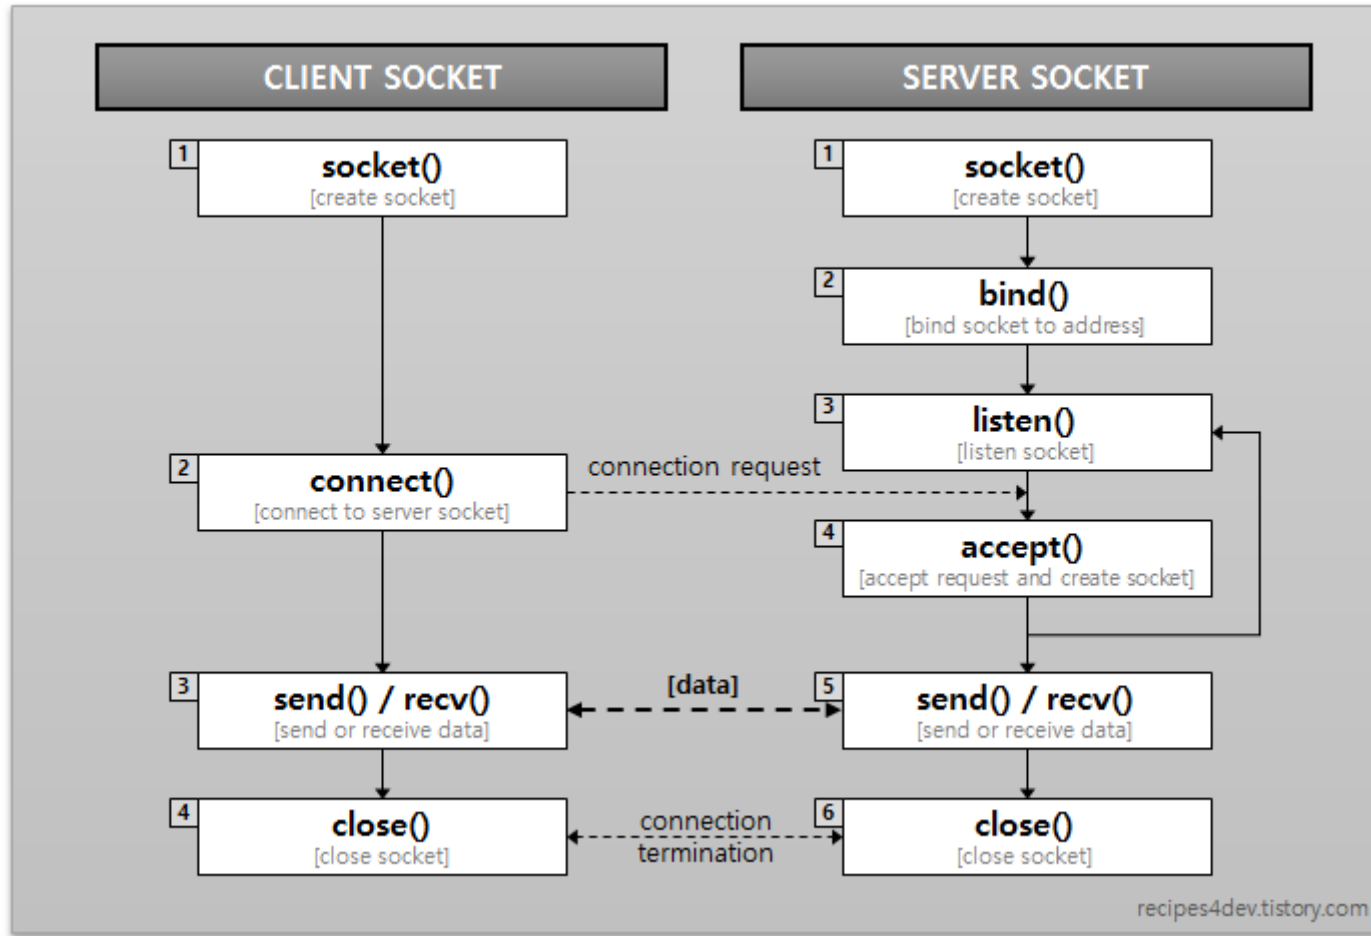 CLIENT SOCKET
SERVER SOCKET
1
socket()
[create socket]
1
socket()
[create socket]
2
bind()
[bind socket to address]
3
listen()
[listen socket]
2
connect()
[connect to server socket]
connection request
4
accept()
[accept request and create socket]
3
send() / recv()
[send or receive data]
[data]
5
send() / recv()
[send or receive data]
4
close()
[close socket]
connection
termination
6
close()
[close socket]
recipes4dev.tistory.com